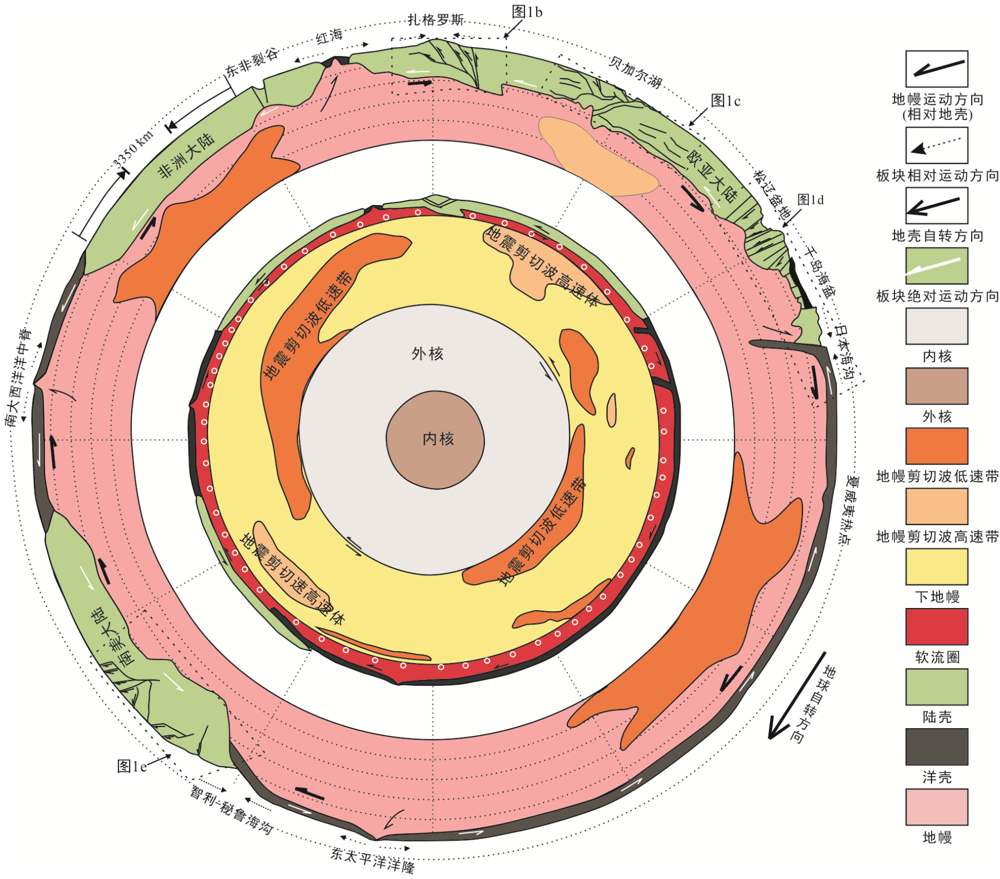 图1b
扎格罗斯
红海
东非裂谷
贝加尔湖
图1c
3350 km
非洲大陆
欧亚大陆
松辽盆地
图1d
千岛海盆
日本海沟
地震剪切波高速体
地震剪切波低速带
外核
内核
南大西洋洋中脊
夏威夷热点
地震剪切波低速带
地震剪切速高速体
南美大陆
地球自转方向
图1e
智利-秘鲁海沟
东太平洋洋隆
地幔运动方向
(相对地壳)
板块相对运动方向
地壳自转方向
板块绝对运动方向
内核
外核
地幔剪切波低速带
地幔剪切波高速带
下地幔
软流圈
陆壳
洋壳
地幔